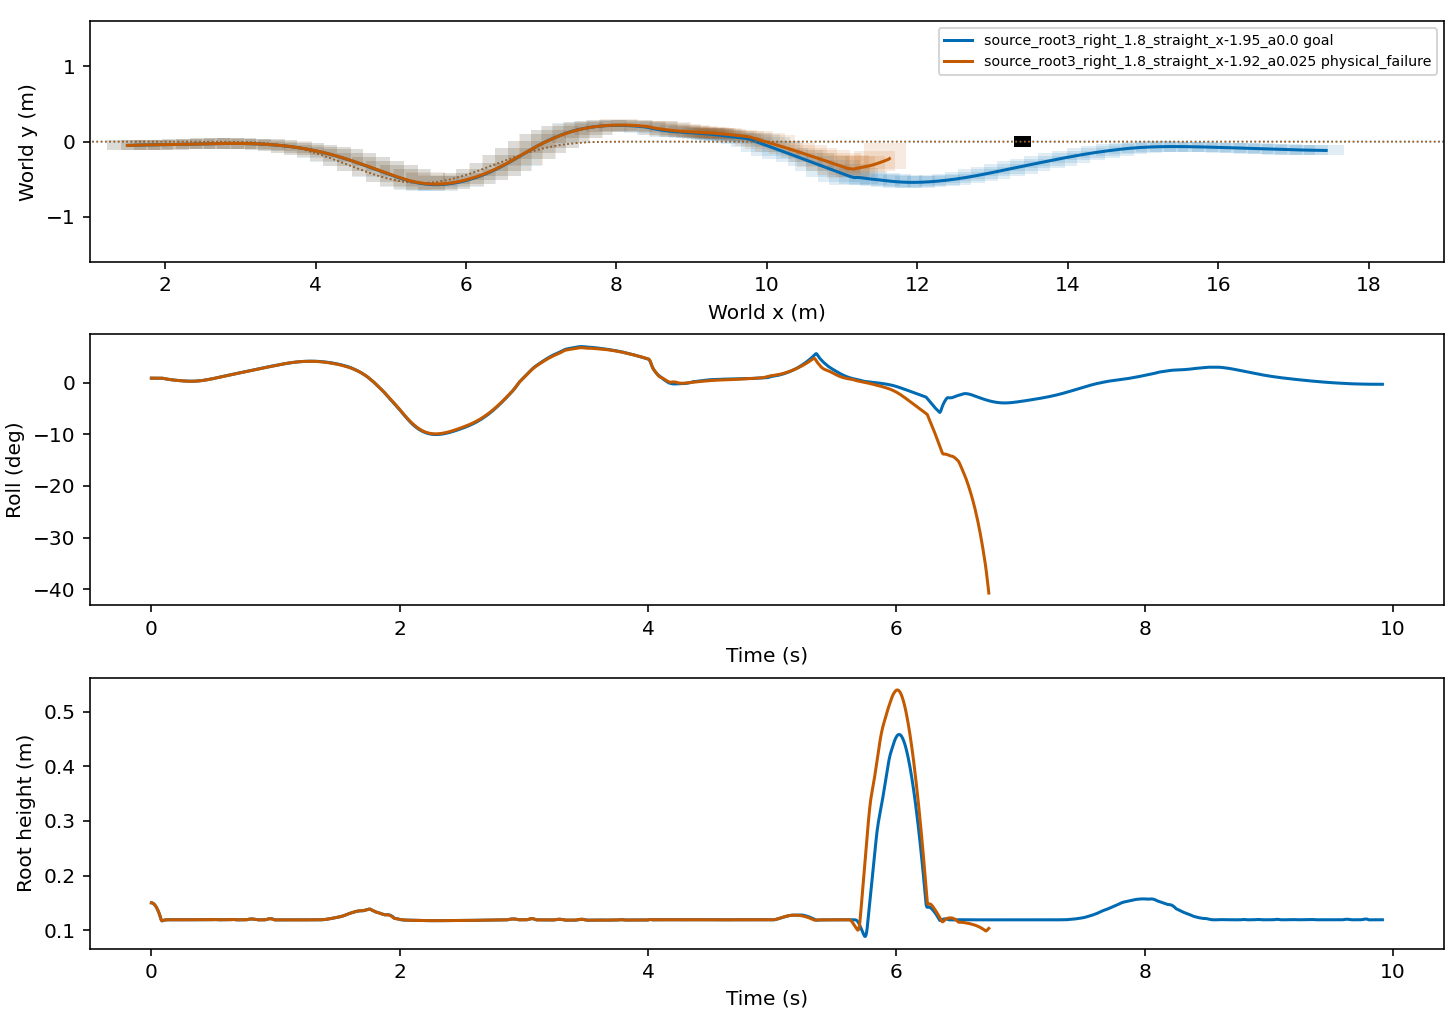 source_root3_right_1.8_straight_x-1.95_a0.0 goal
source_root3_right_1.8_straight_x-1.92_a0.025 physical_failure
World y (m)
1
0
−1
2 4 6 8 10 12 14 16 18
World x (m)
Roll (deg)
0
−10
−20
−30
−40
0 2 4 6 8 10
Time (s)
Root height (m)
0.5
0.4
0.3
0.2
0.1
0 2 4 6 8 10
Time (s)